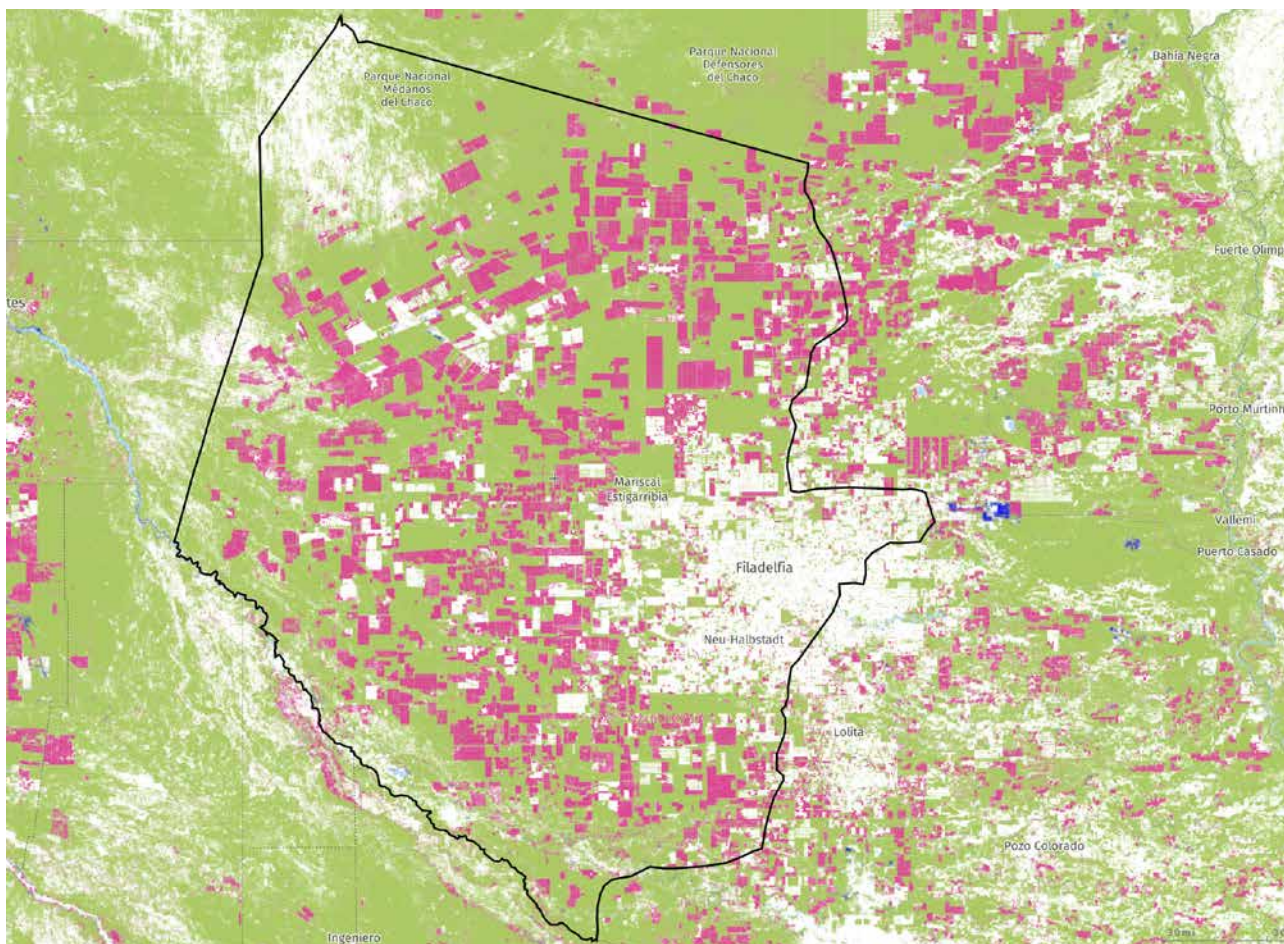 Parque Nacional
Defensores
del Chaco
Bahía Negra
Parque Nacional
Médanos
del Chaco
Fuerte Olimp
tes
Porto Murtinh
Mariscal
Estigarribia
Vallemi
Puerto Casado
Filadelfia
Neu-Halbstadt
Lolita
Pozo Colorado
Ingeniero